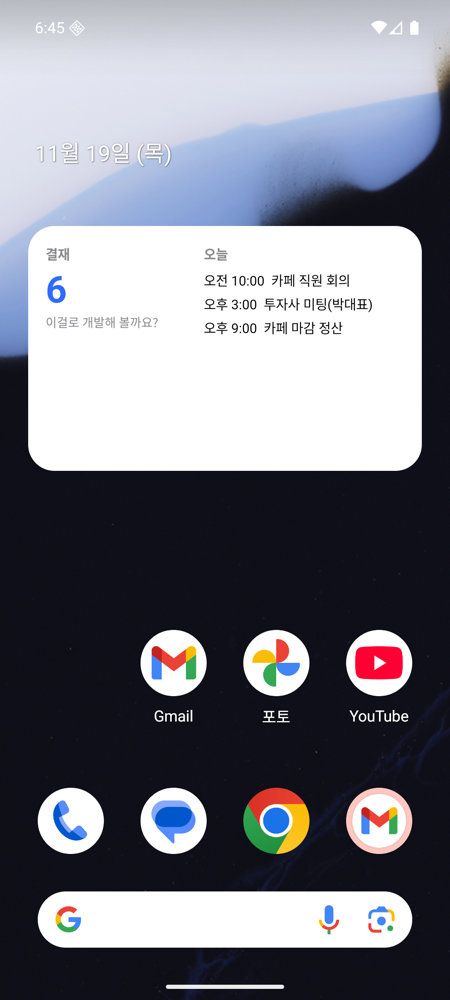 6:45
11월 19일 (목)
결재
6
이걸로 개발해 볼까요?
오늘
오전 10:00 카페 직원 회의
오후 3:00 투자사 미팅(박대표)
오후 9:00 카페 마감 정산
Gmail
포토
YouTube